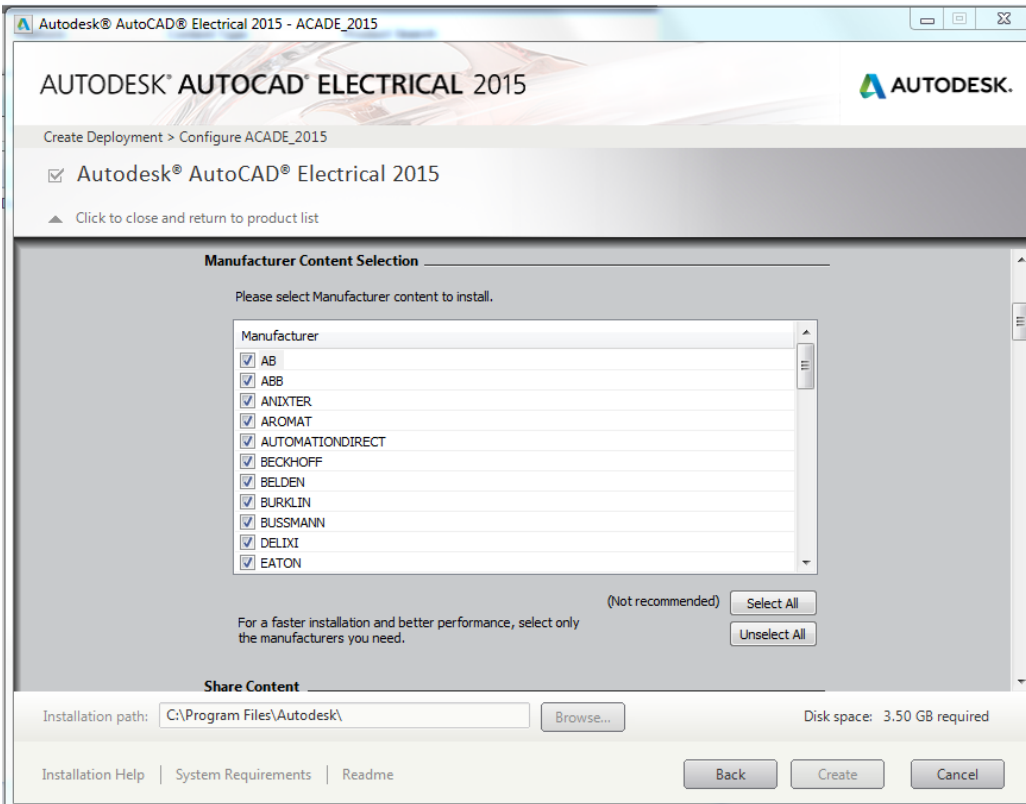 Autodesk® AutoCAD® Electrical 2015 - ACADE_2015
AUTODESK® AUTOCAD® ELECTRICAL 2015
AUTODESK.
Create Deployment > Configure ACADE_2015
Autodesk® AutoCAD® Electrical 2015
Click to close and return to product list
Manufacturer Content Selection
Please select Manufacturer content to install.
Manufacturer
AB
ABB
ANIXTER
AROMAT
AUTOMATIONDIRECT
BECKHOFF
BELDEN
BURKLIN
BUSSMANN
DELIXI
EATON
(Not recommended) Select All
For a faster installation and better performance, select only
the manufacturers you need.
Unselect All
Share Content
Installation path: C:\Program Files\Autodesk\ Browse... Disk space: 3.50 GB required
Installation Help | System Requirements | Readme Back Create Cancel